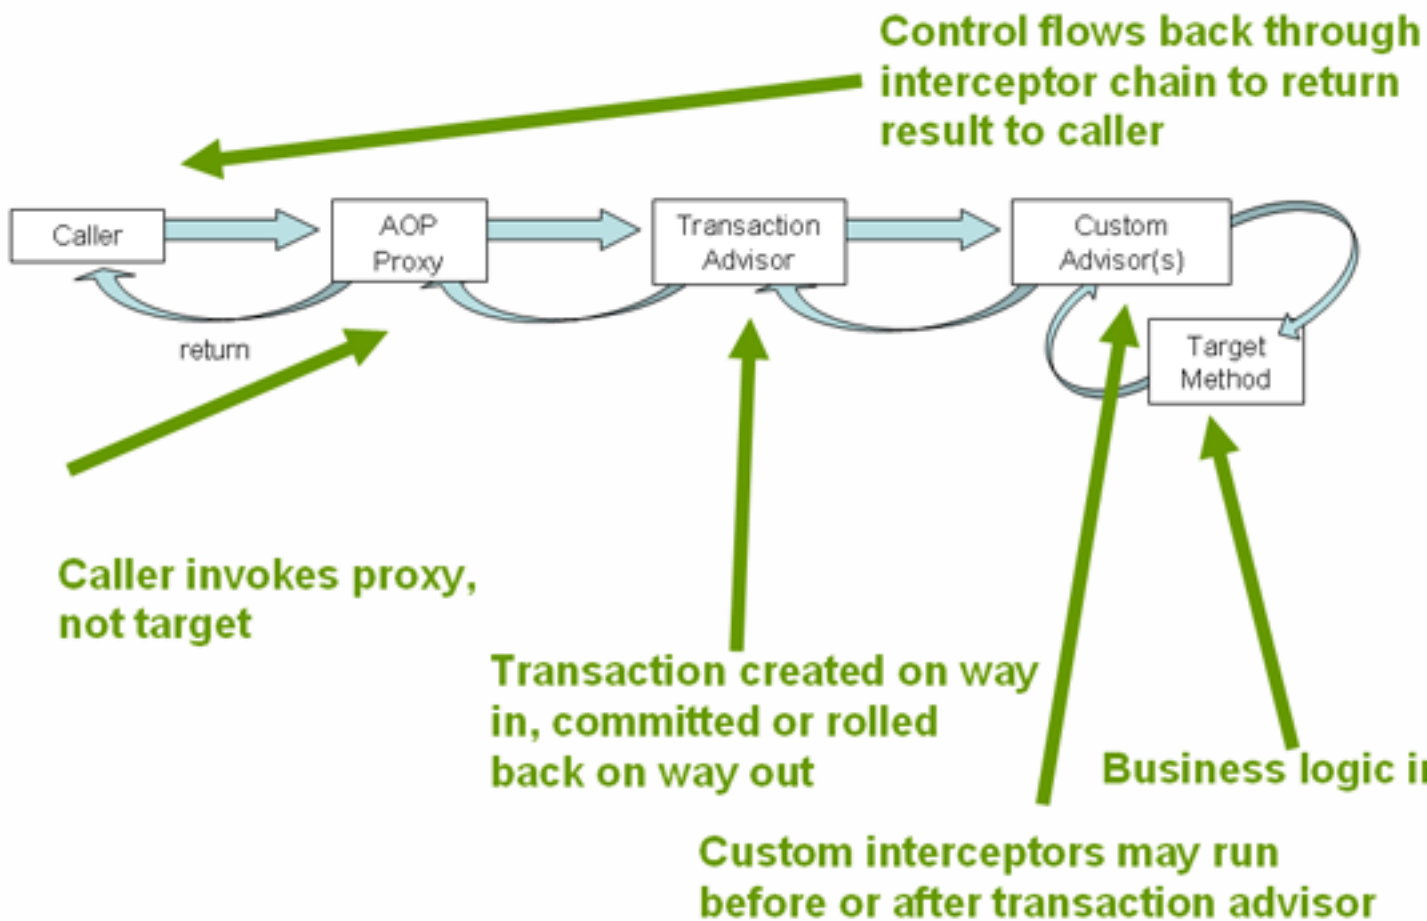 Control flows back through
interceptor chain to return
result to caller
Caller
AOP
Proxy
Transaction
Advisor
Custom
Advisor(s)
return
Target
Method
Caller invokes proxy,
not target
Transaction created on way
in, committed or rolled
back on way out
Business logic
Custom interceptors may run
before or after transaction advisor